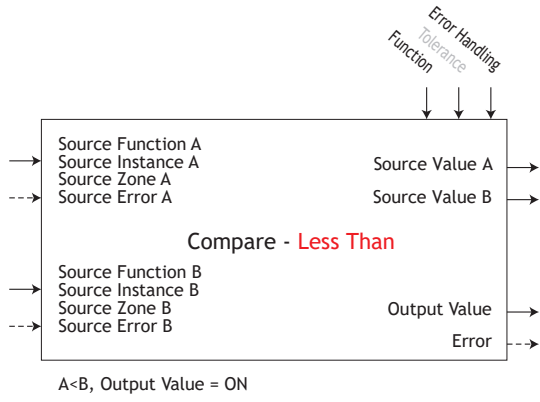 Function
Tolerance
Error Handling
Source Function A
Source Instance A
Source Zone A
Source Error A
Source Value A
Source Value B
Compare - Less Than
Source Function B
Source Instance B
Source Zone B
Source Error B
Output Value
Error
A<B, Output Value = ON